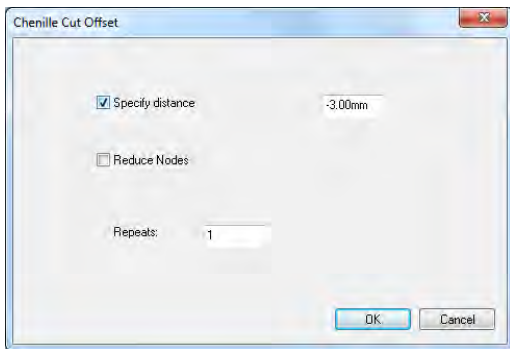 Chenille Cut Offset
Specify distance -3.00mm
Reduce Nodes
Repeats: 1
OK Cancel